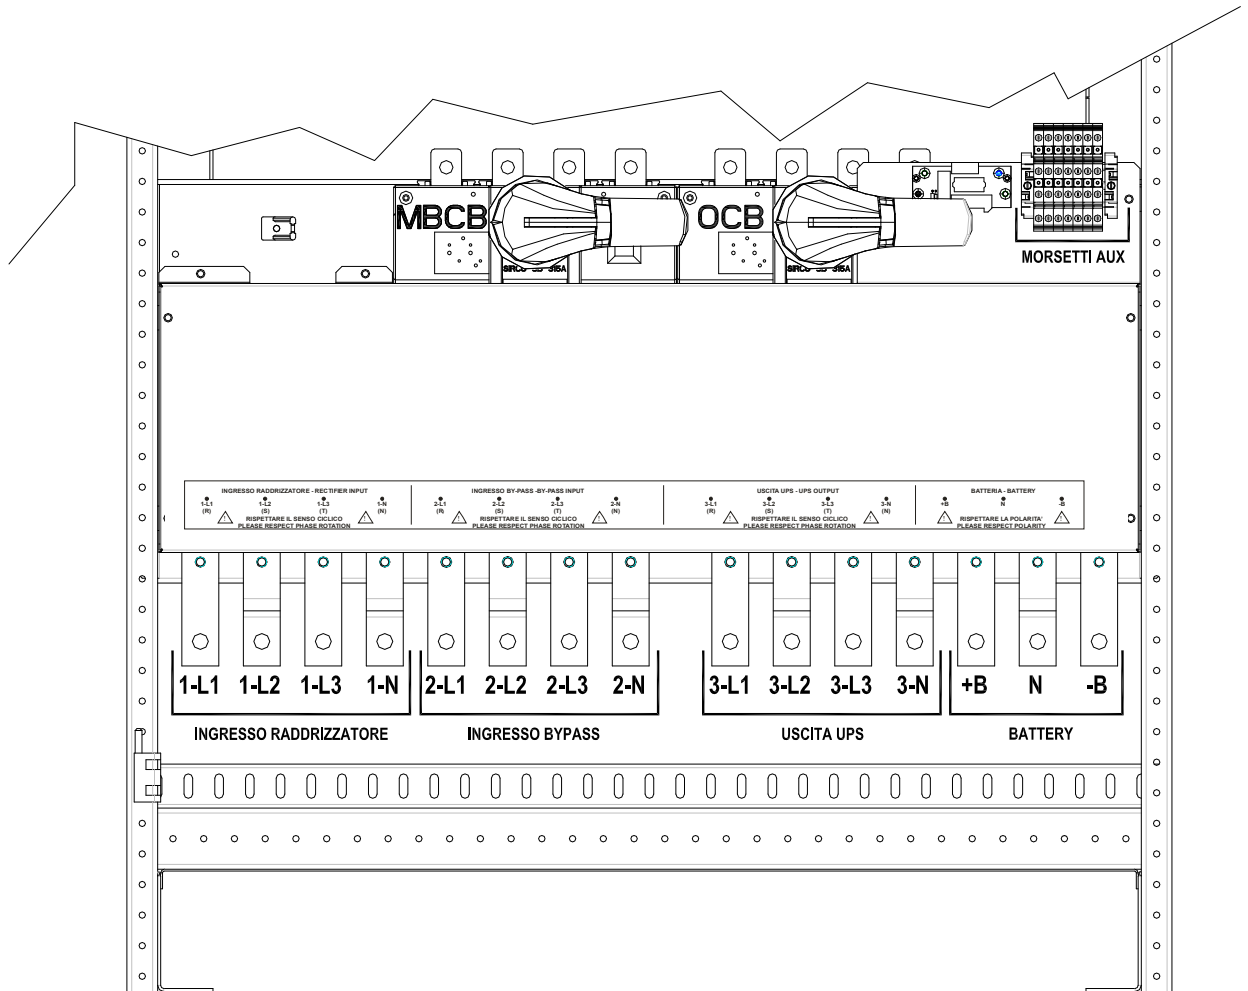 MBCB
OCB
SIRCO 3D 315A
SIRCO 3D 315A
MORSETTI AUX
INGRESSO RADDRIZZATORE - RECTIFIER INPUT
1-L1
(R)
1-L2
(S)
1-L3
(T)
1-N
(N)
RISPETTARE IL SENSO CICLICO
PLEASE RESPECT PHASE ROTATION
INGRESSO BY-PASS -BY-PASS INPUT
2-L1
(R)
2-L2
(S)
2-L3
(T)
2-N
(N)
RISPETTARE IL SENSO CICLICO
PLEASE RESPECT PHASE ROTATION
USCITA UPS - UPS OUTPUT
3-L1
(R)
3-L2
(S)
3-L3
(T)
3-N
(N)
RISPETTARE IL SENSO CICLICO
PLEASE RESPECT PHASE ROTATION
BATTERIA - BATTERY
+B
N
-B
RISPETTARE LA POLARITA'
PLEASE RESPECT POLARITY
1-L1 1-L2 1-L3 1-N 2-L1 2-L2 2-L3 2-N 3-L1 3-L2 3-L3 3-N +B N -B
INGRESSO RADDRIZZATORE INGRESSO BYPASS USCITA UPS BATTERY